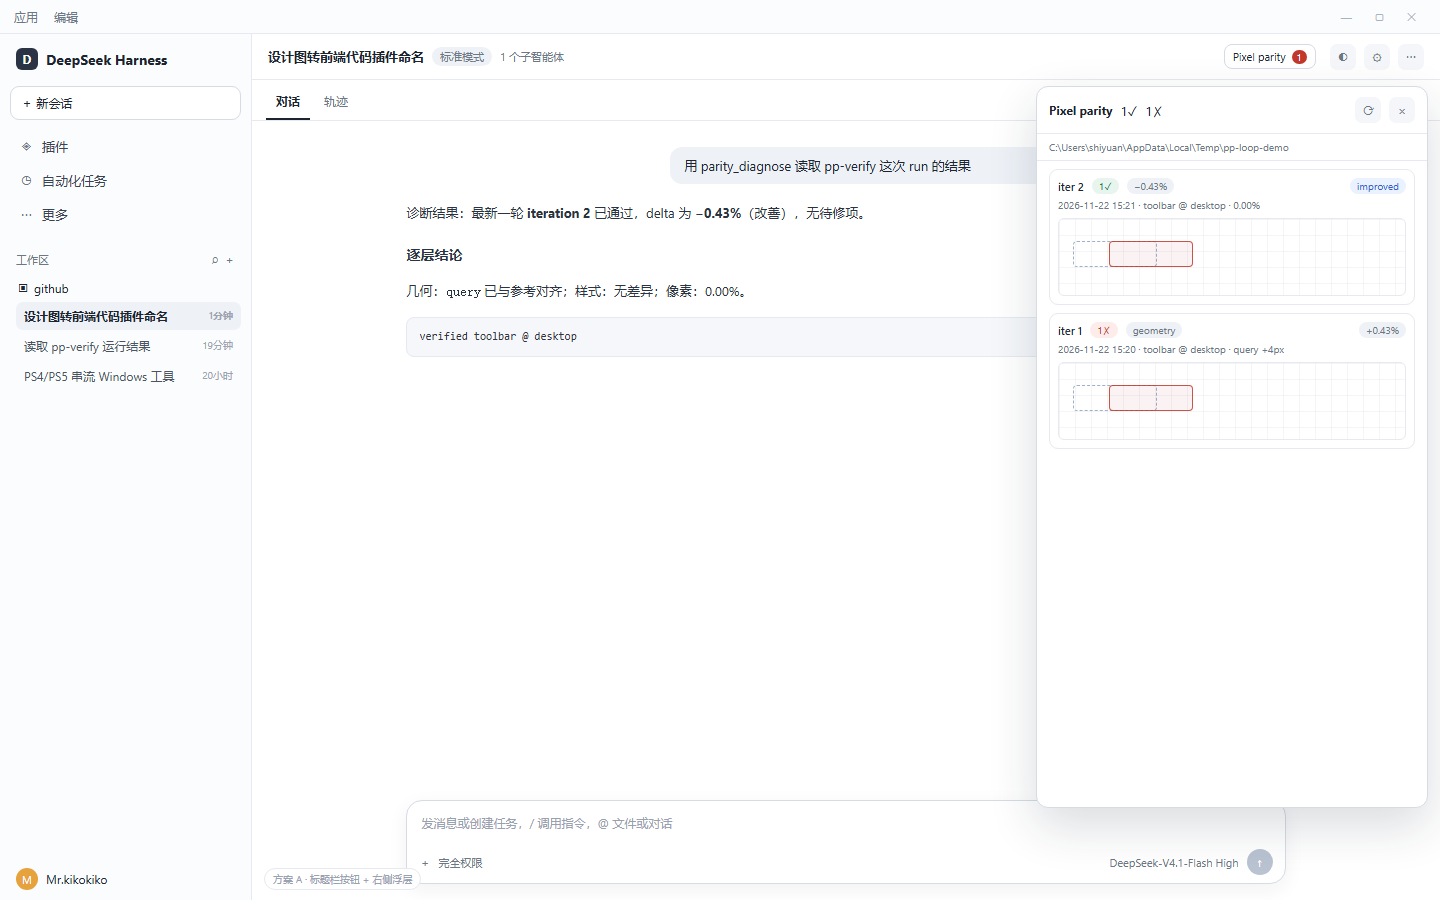 应用 编辑
D DeepSeek Harness
+ 新会话
插件
自动化任务
更多
工作区
github
设计图转前端代码插件命名 1分钟
读取 pp-verify 运行结果 19分钟
PS4/PS5 串流 Windows 工具 20小时
M Mr.kikokiko
设计图转前端代码插件命名 标准模式 1 个子智能体
Pixel parity 1
对话 轨迹
用 parity_diagnose 读取 pp-verify 这次 run 的结果
诊断结果：最新一轮 iteration 2 已通过，delta 为 −0.43%（改善），无待修项。
逐层结论
几何：query 已与参考对齐；样式：无差异；像素：0.00%。
verified toolbar @ desktop
Pixel parity 1✓ 1✗
C:\Users\shiyuan\AppData\Local\Temp\pp-loop-demo
iter 2 1✓ −0.43% improved
2026-11-22 15:21 · toolbar @ desktop · 0.00%
iter 1 1✗ geometry +0.43%
2026-11-22 15:20 · toolbar @ desktop · query +4px
发消息或创建任务，/ 调用指令，@ 文件或对话
+ 完全权限
DeepSeek-V4.1-Flash High ↑
方案 A · 标题栏按钮 + 右侧浮层